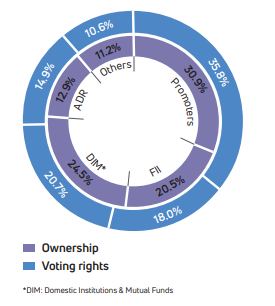 10.6%
35.8%
14.9%
11.2%
30.9%
12.9%
Others
Promoters
ADR
DIM*
FII
24.5%
20.5%
20.7%
18.0%
Ownership
Voting rights
*DIM: Domestic Institutions & Mutual Funds